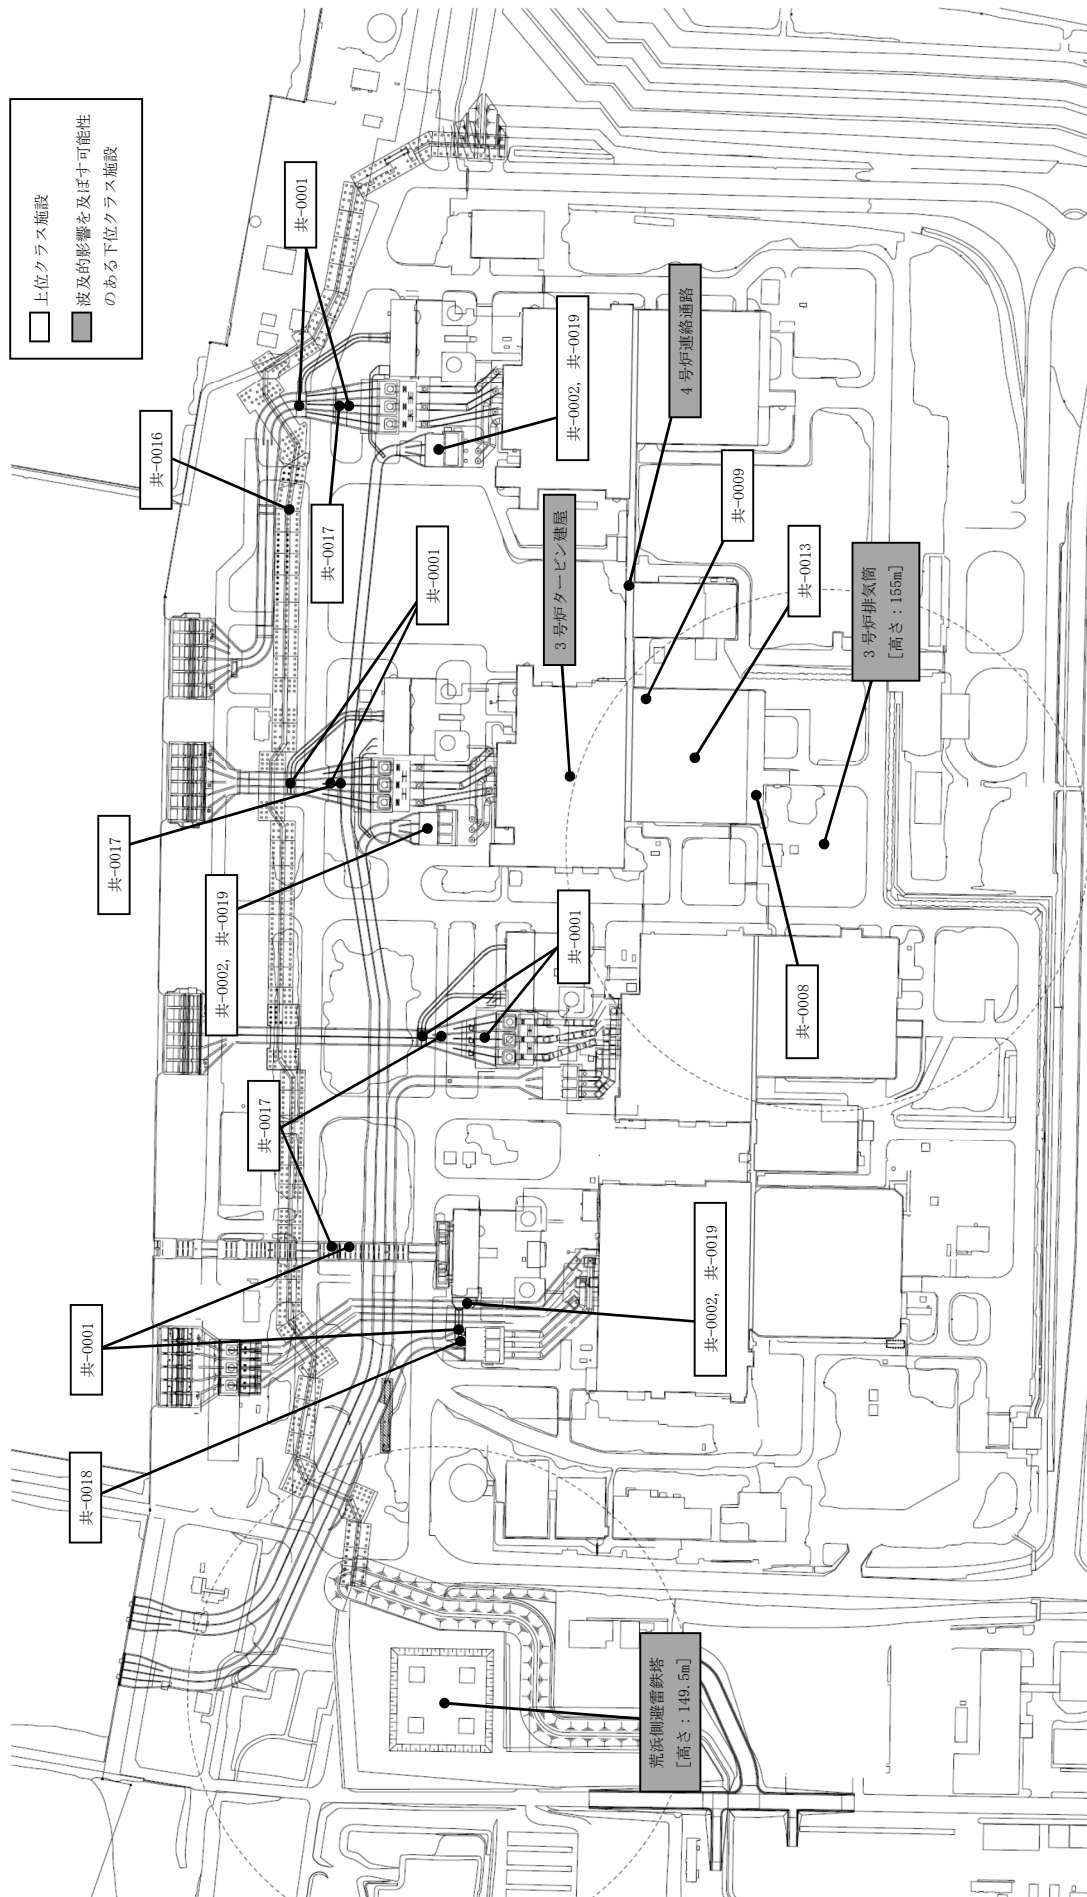 上位クラス施設
波及的影響を及ぼす可能性
のある下位クラス施設
共-0001
共-0016
共-0017
共-0002, 共-0019
4号炉連絡通路
共-0001
3号炉タービン建屋
共-0009
共-0013
3号炉排気筒
[高さ：155m]
共-0017
共-0002, 共-0019
共-0001
共-0008
共-0017
共-0001
共-0002, 共-0019
共-0018
荒浜側避雷鉄塔
[高さ：149.5m]